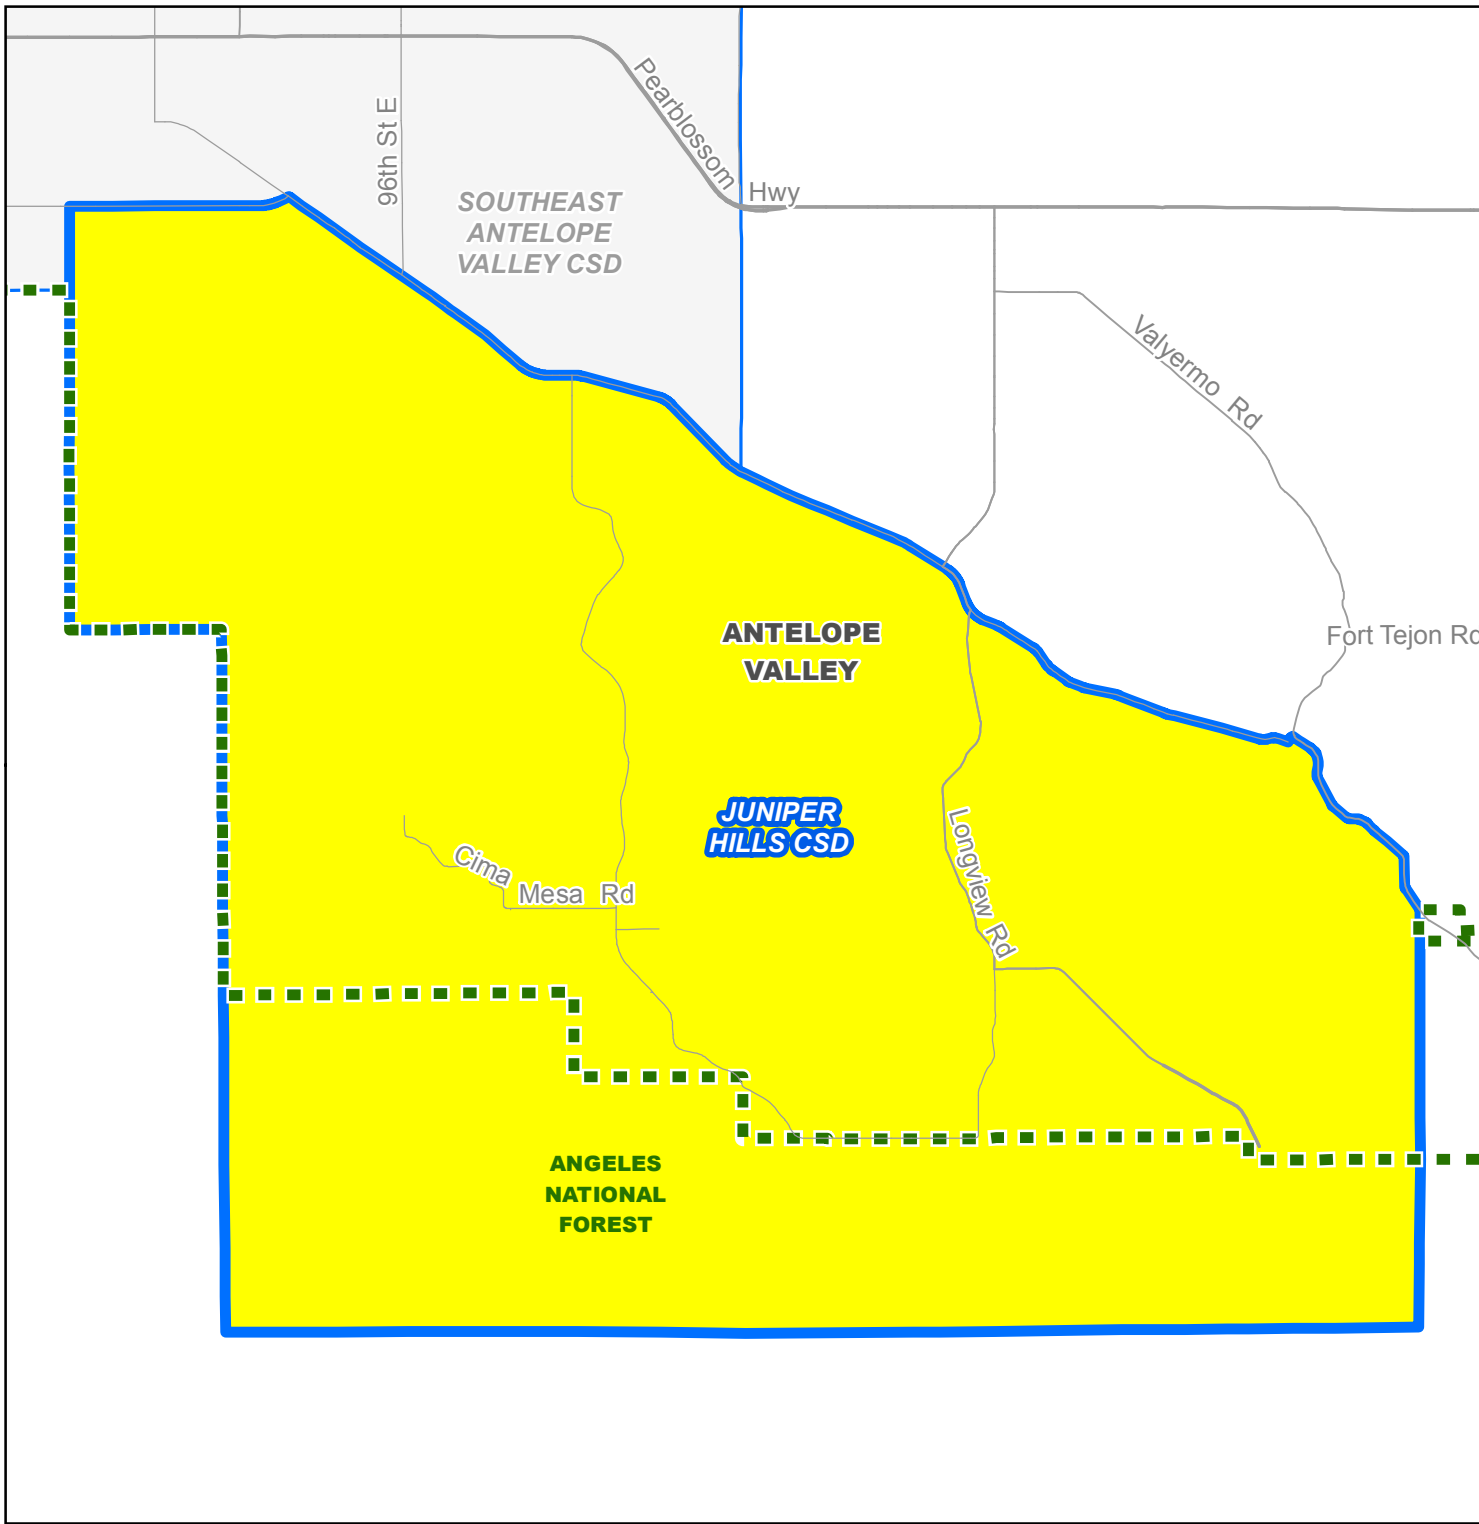 Pearblossom Hwy
96th St E
SOUTHEAST
ANTELOPE
VALLEY CSD
Valyermo Rd
ANTELOPE
VALLEY
Fort Tejon Rd
JUNIPER
HILLS CSD
Longview Rd
Cima Mesa Rd
ANGELES
NATIONAL
FOREST